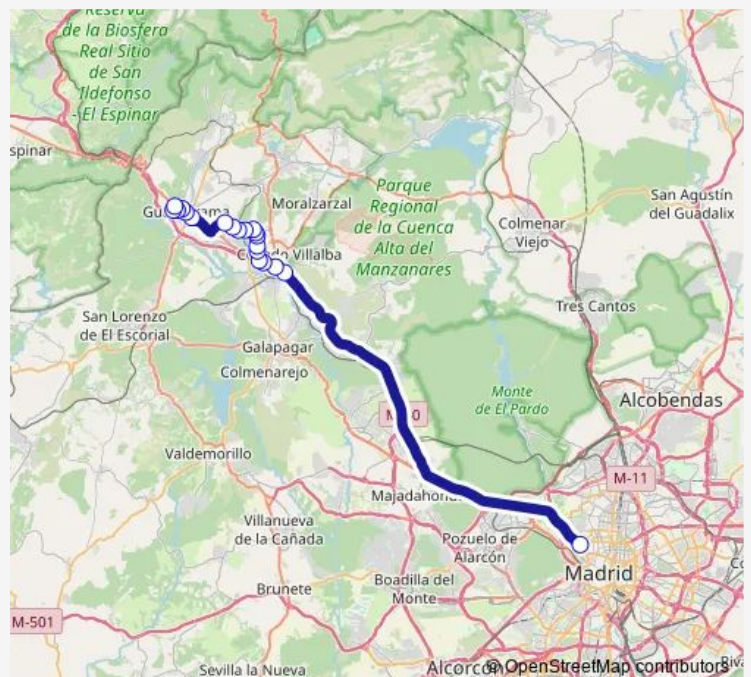 Reserva
de la Biosfera
Real Sitio
de San
Ildefonso
- El Espinar
spinar
Moralzarzal
Parque
Regional
de la Cuenca
Alta del
Manzanares
San Agustín
del Guadalix
Colmenar
Viejo
Villalba
San Lorenzo
de El Escorial
Tres Cantos
Galapagar
Colmenarejo
Monte
de El Pardo
Alcobendas
Valdemorillo
M-11
Villanueva
de la Cañada
Pozuelo de
Alarcón
Madrid
Boadilla del
Monte
Brunete
M-501
Sevilla la Nueva
© OpenStreetMap contributors